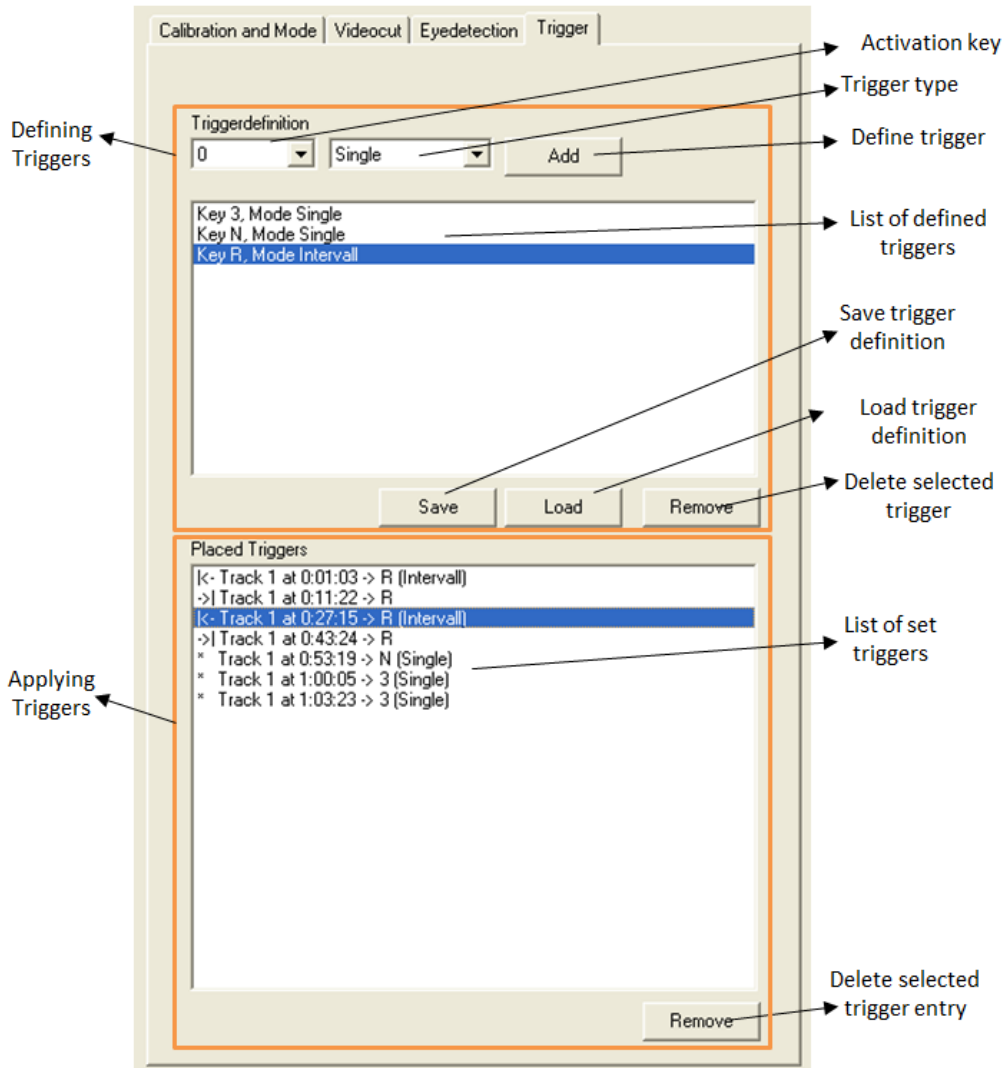 Calibration and Mode Videocut Eyedetection Trigger
Activation key
Trigger type
Defining
Triggers
Triggerdefinition
0 Single Add
Define trigger
Key 3, Mode Single
Key N, Mode Single
Key R, Mode Intervall
List of defined
triggers
Save trigger
definition
Load trigger
definition
Delete selected
trigger
Save Load Remove
Placed Triggers
|<- Track 1 at 0:01:03 -> R (Intervall)
->| Track 1 at 0:11:22 -> R
|<- Track 1 at 0:27:15 -> R (Intervall)
->| Track 1 at 0:43:24 -> R
* Track 1 at 0:53:19 -> N (Single)
* Track 1 at 1:00:05 -> 3 (Single)
* Track 1 at 1:03:23 -> 3 (Single)
List of set
triggers
Applying
Triggers
Delete selected
trigger entry
Remove